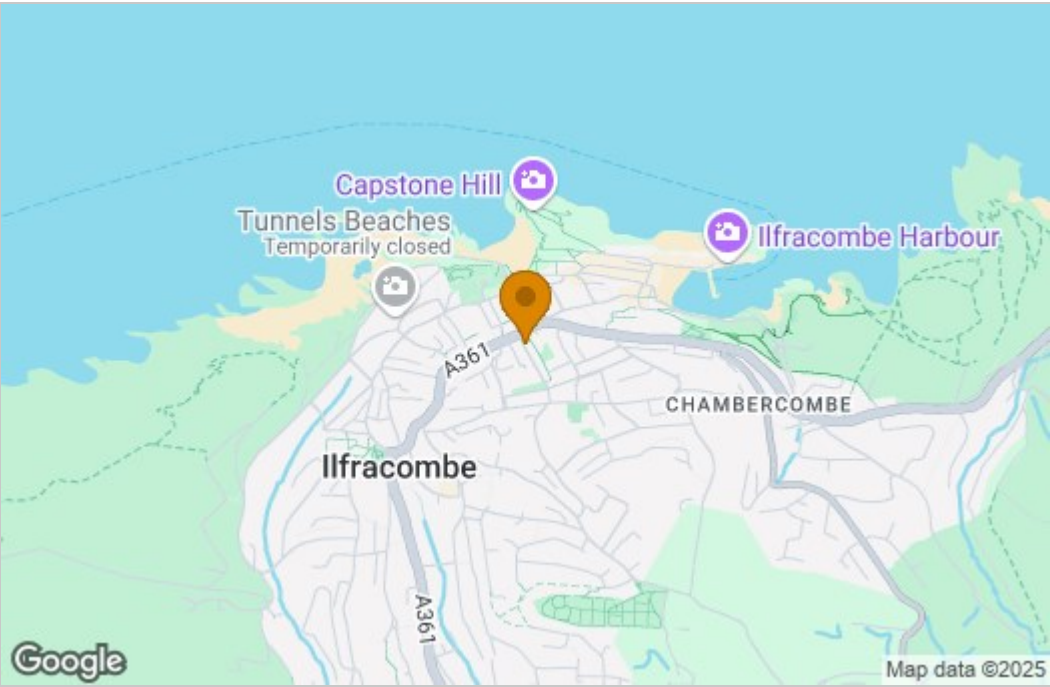 Capstone Hill
Tunnels Beaches
Temporarily closed
Ilfracombe Harbour
A361
CHAMBERCOMBE
Ilfracombe
A361
Google
Map data ©2025